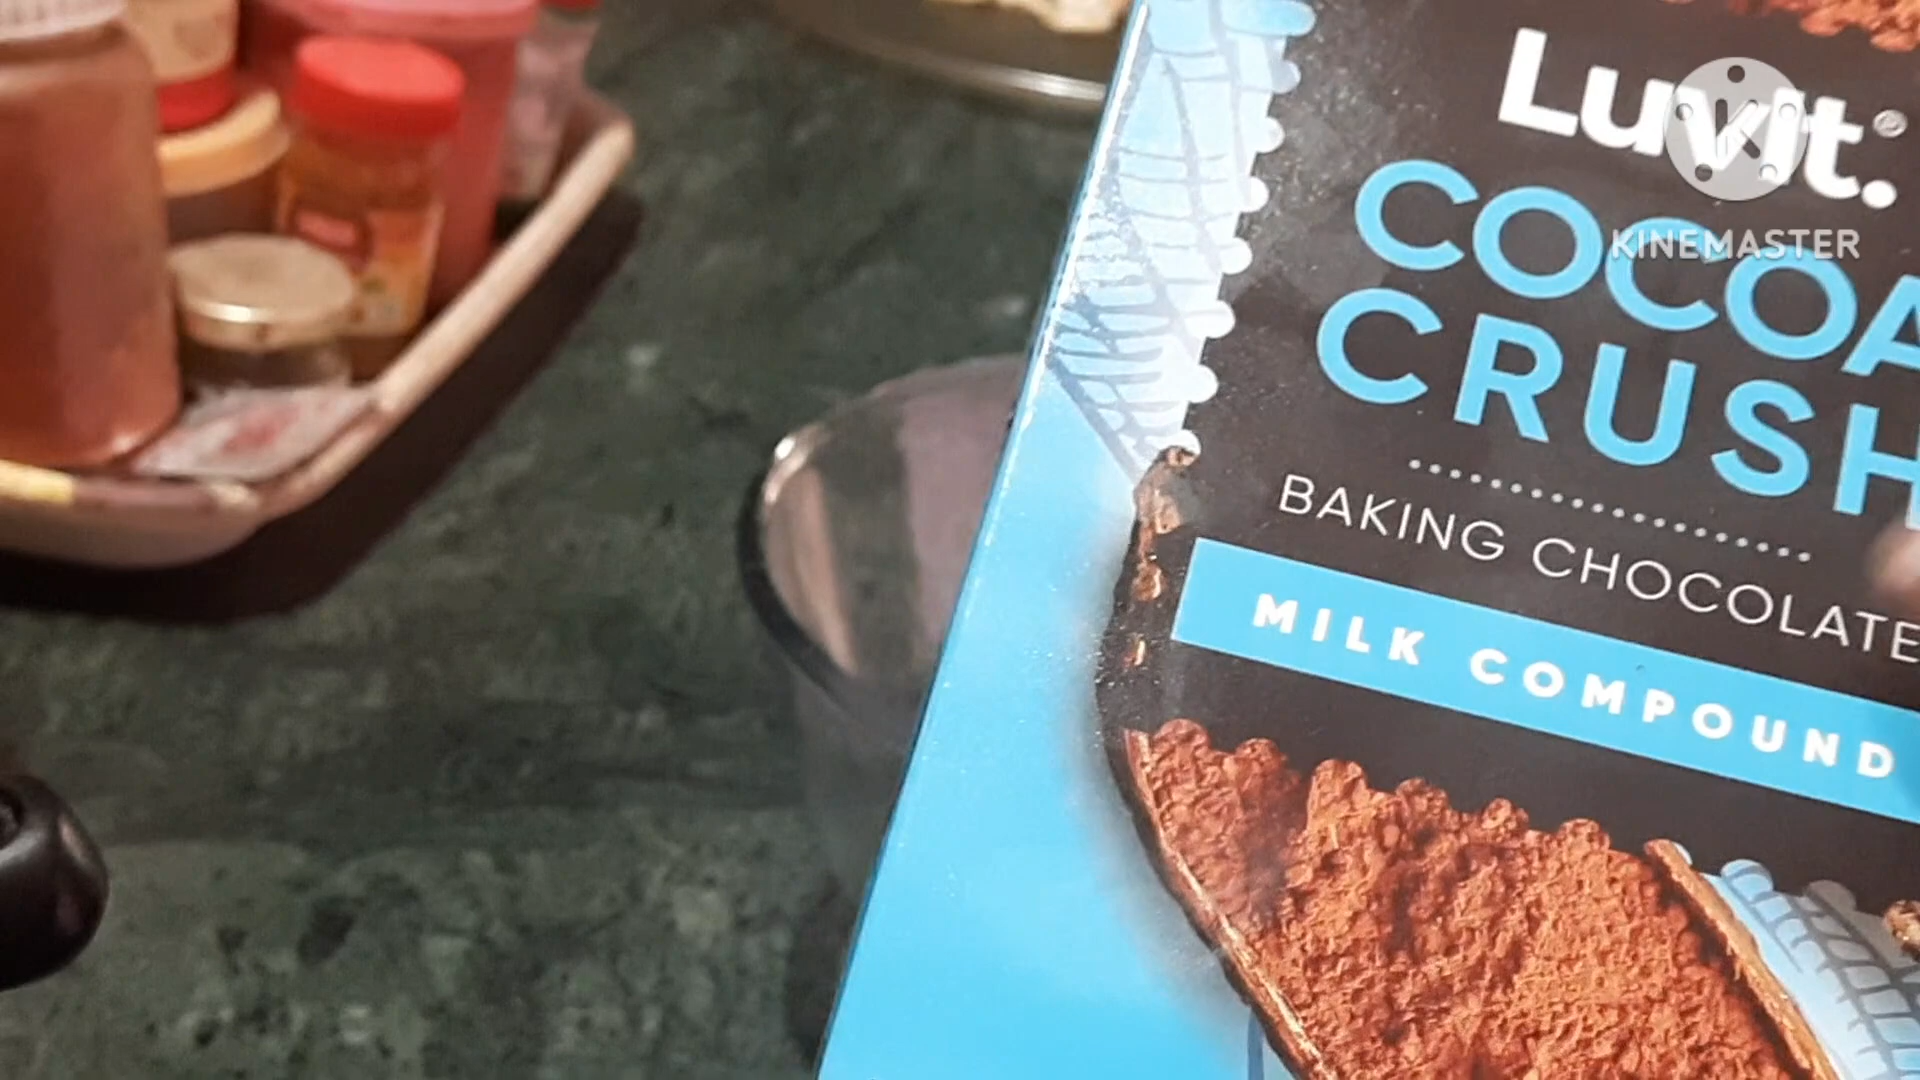 LuvIt.®
COCOA
CRUSH
BAKING CHOCOLATE
MILK COMPOUND
KINEMASTER